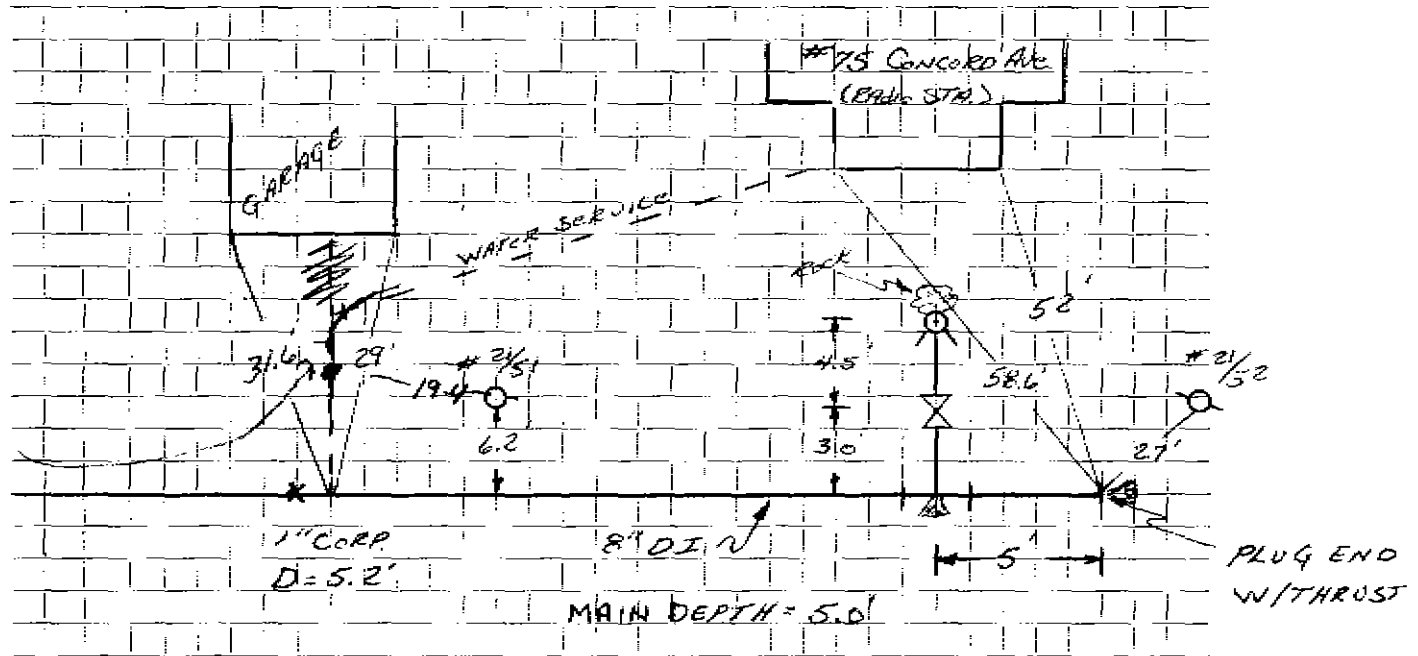 #75 CONCORD AVE.
(RADIO STA.)
GARAGE
WATER SERVICE
ROCK
52'
31.6'
29'
# 21/51
19.4
4.5'
58.6'
# 21/52
6.2
3.0
27'
1" CORP.
8" D.I.
5'
D=5.2'
PLUG END
W/THRUST
MAIN DEPTH = 5.0'